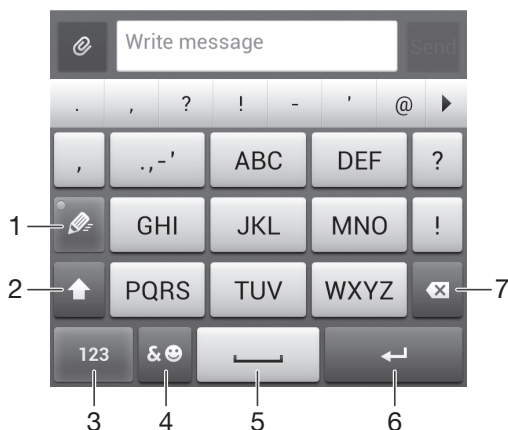 Write message Send
. , ? ! - ' @
, .,-' ABC DEF ?
1 GHI JKL MNO !
2 PQRS TUV WXYZ 7
123 &
3 4 5 6